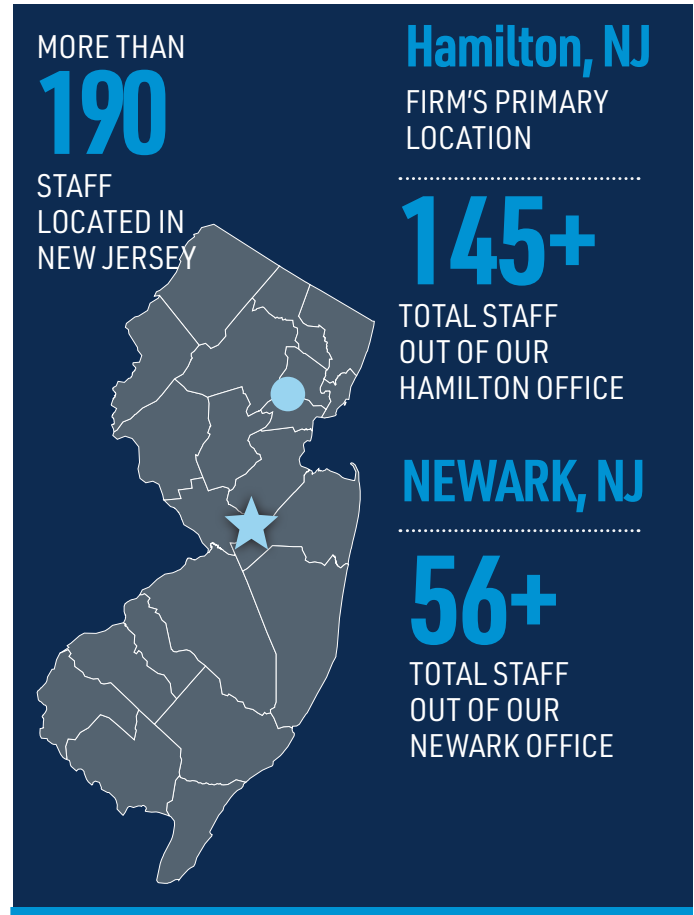 MORE THAN
190
STAFF
LOCATED IN
NEW JERSEY
Hamilton, NJ
FIRM'S PRIMARY
LOCATION
145+
TOTAL STAFF
OUT OF OUR
HAMILTON OFFICE
NEWARK, NJ
56+
TOTAL STAFF
OUT OF OUR
NEWARK OFFICE